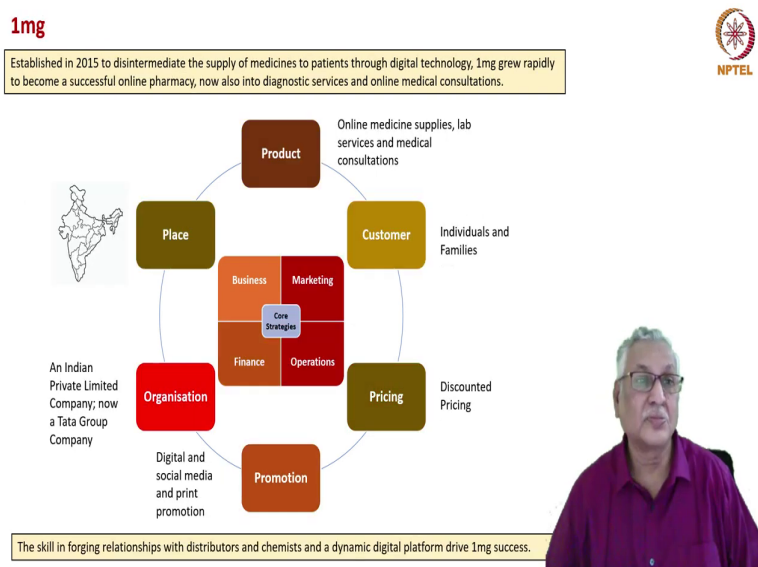 1mg
NPTEL
Established in 2015 to disintermediate the supply of medicines to patients through digital technology, 1mg grew rapidly
to become a successful online pharmacy, now also into diagnostic services and online medical consultations.
Product
Online medicine supplies, lab
services and medical
consultations
Place
Customer
Individuals and
Families
Business
Marketing
Core
Strategies
Finance
Operations
An Indian
Private Limited
Company; now
a Tata Group
Company
Organisation
Pricing
Discounted
Pricing
Digital and
social media
and print
promotion
Promotion
The skill in forging relationships with distributors and chemists and a dynamic digital platform drive 1mg success.